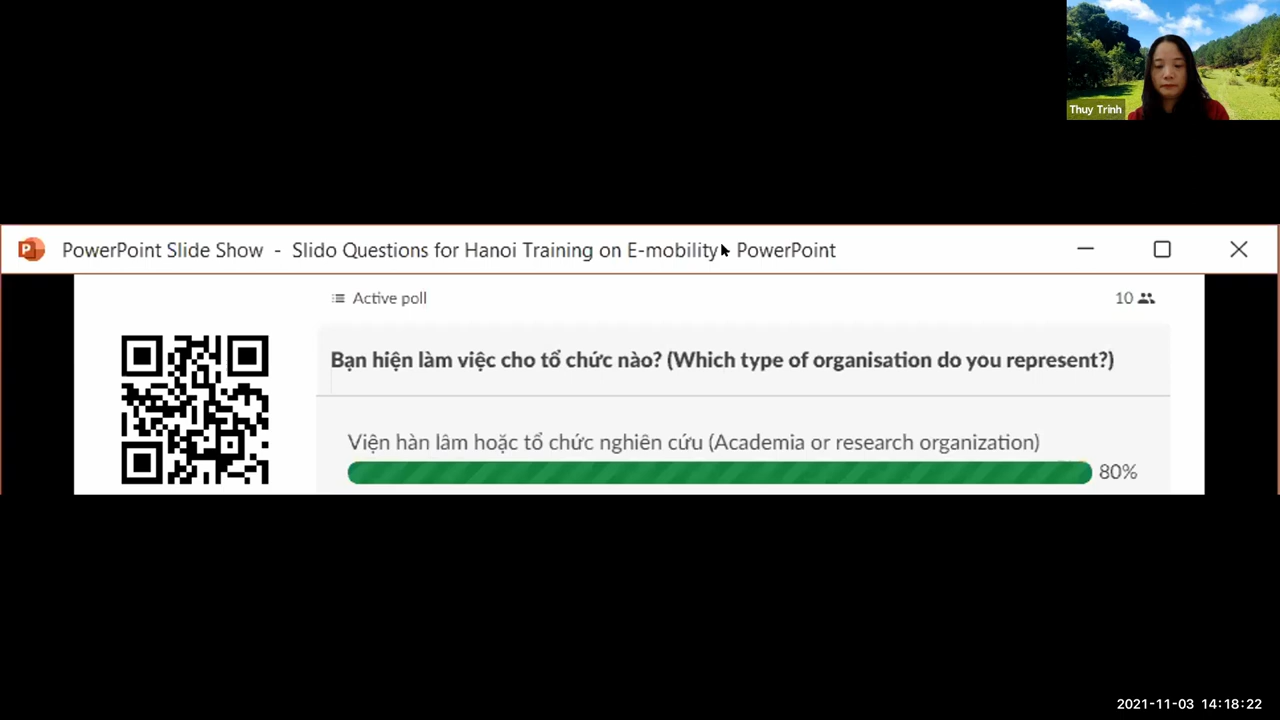 Thuy Trinh
PowerPoint Slide Show - Slido Questions for Hanoi Training on E-mobility - PowerPoint
Active poll
10
Bạn hiện làm việc cho tổ chức nào? (Which type of organisation do you represent?)
Viện hàn lâm hoặc tổ chức nghiên cứu (Academia or research organization)
80%
2021-11-03 14:18:22